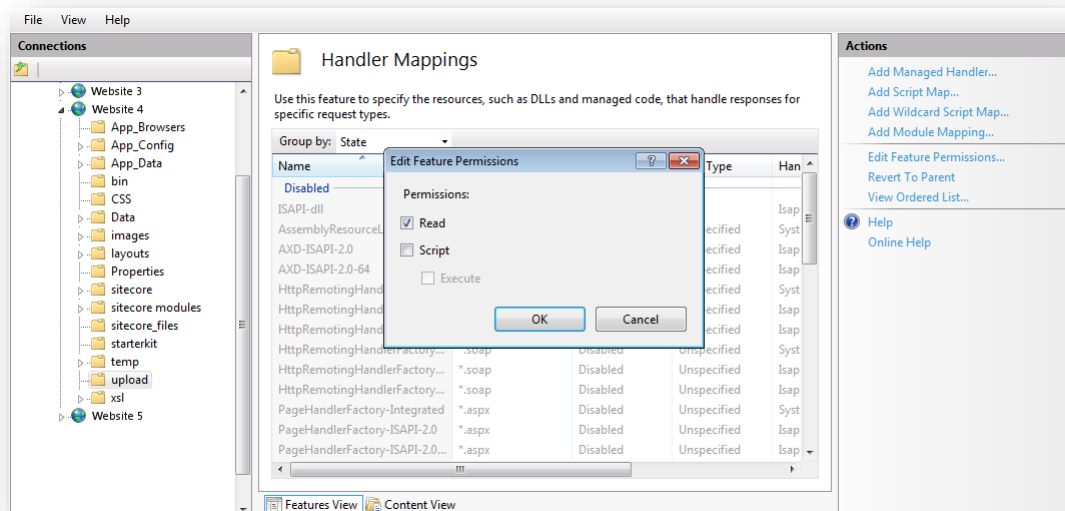 File View Help
Connections
Website 3
Website 4
App_Browsers
App_Config
App_Data
bin
CSS
Data
images
layouts
Properties
sitecore
sitecore modules
sitecore_files
starterkit
temp
upload
xsl
Website 5
Handler Mappings
Use this feature to specify the resources, such as DLLs and managed code, that handle responses for
specific request types.
Group by: State
Name Type Han
Disabled
ISAPI-dll Isap
AssemblyResourceL ecified Syst
AXD-ISAPI-2.0 ecified Isap
AXD-ISAPI-2.0-64 ecified Isap
HttpRemotingHand ecified Syst
HttpRemotingHand ecified Isap
HttpRemotingHand ecified Isap
HttpRemotingHandlerFactory... *.soap Disabled Unspecified Syst
HttpRemotingHandlerFactory... *.soap Disabled Unspecified Isap
HttpRemotingHandlerFactory... *.soap Disabled Unspecified Isap
PageHandlerFactory-Integrated *.aspx Disabled Unspecified Syst
PageHandlerFactory-ISAPI-2.0 *.aspx Disabled Unspecified Isap
PageHandlerFactory-ISAPI-2.0... *.aspx Disabled Unspecified Isap
Edit Feature Permissions
Permissions:
Read
Script
Execute
OK Cancel
Features View Content View
Actions
Add Managed Handler...
Add Script Map...
Add Wildcard Script Map...
Add Module Mapping...
Edit Feature Permissions...
Revert To Parent
View Ordered List...
Help
Online Help